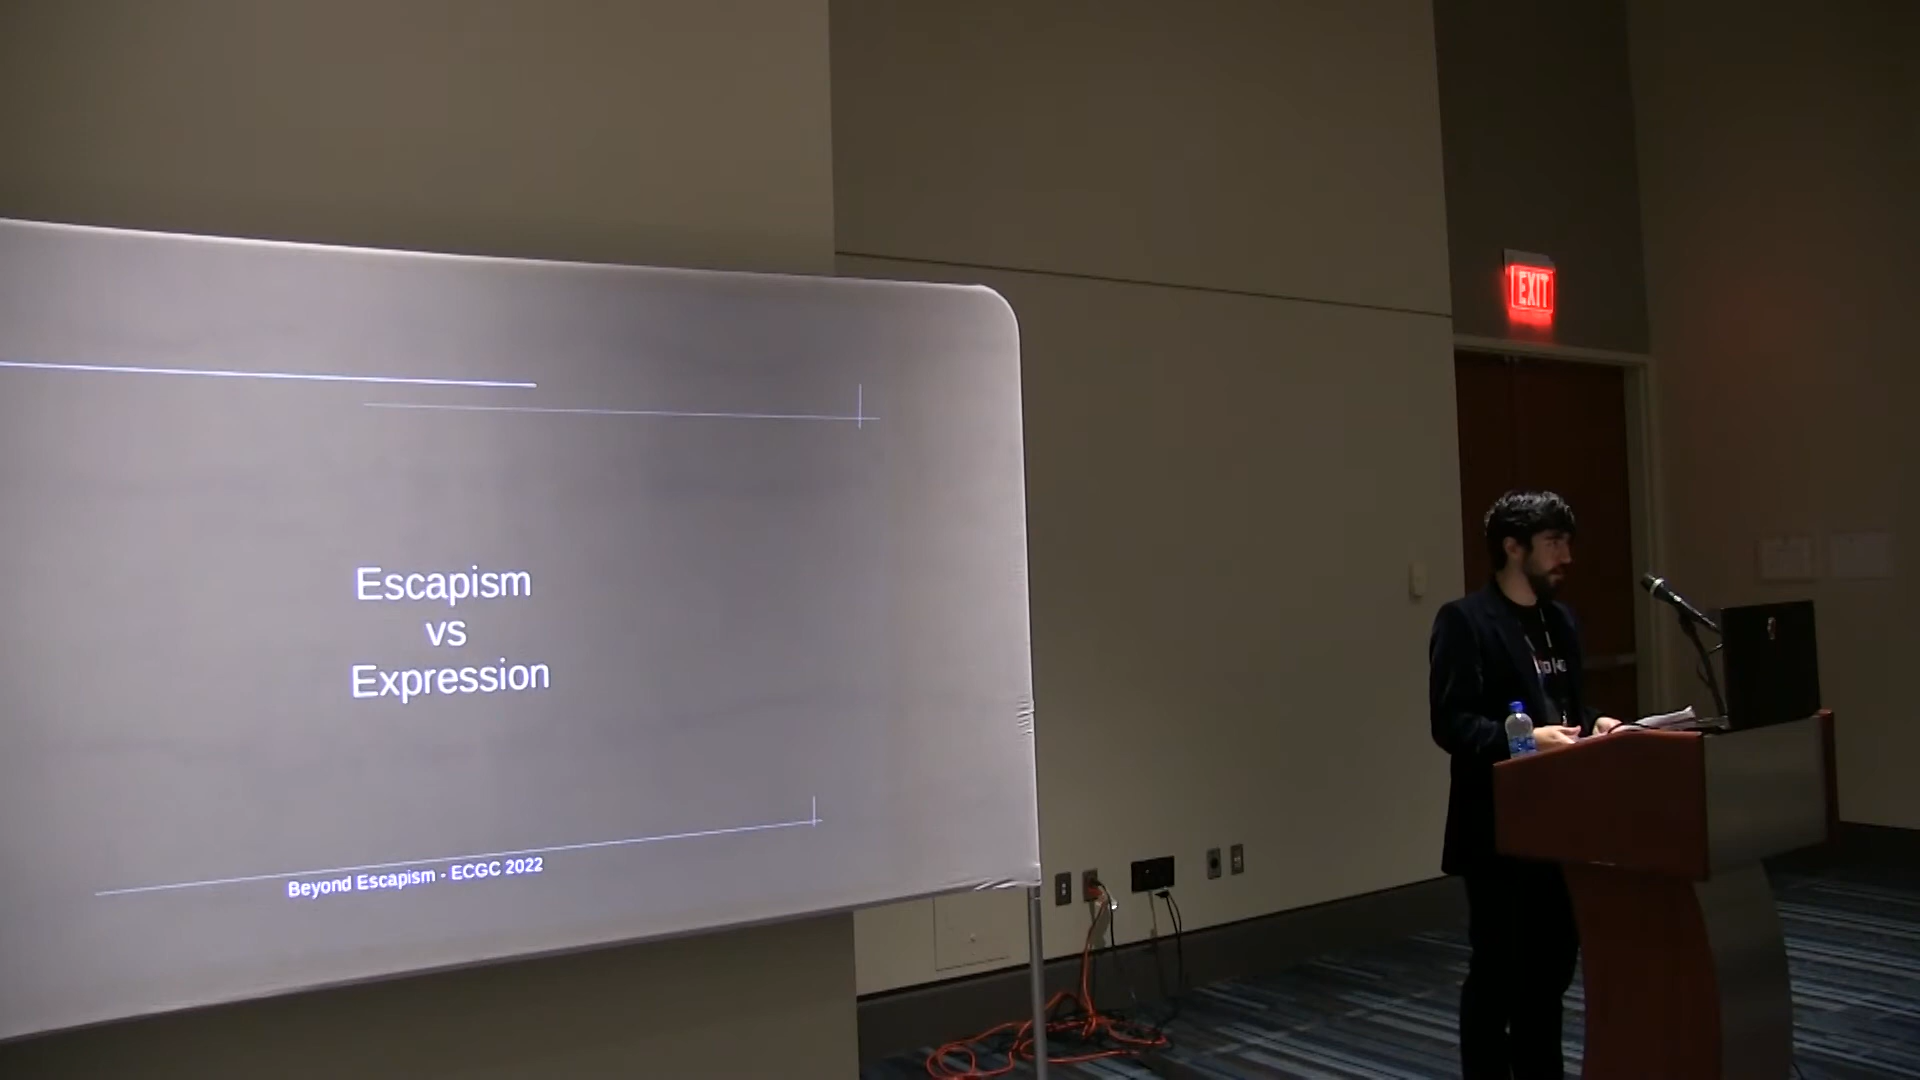 Escapism
vs
Expression
Beyond Escapism - ECGC 2022
EXIT